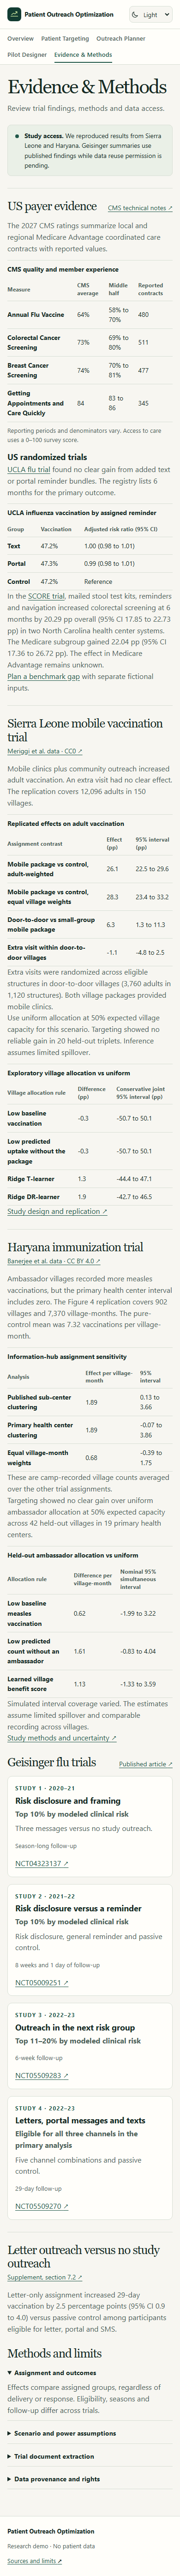 Patient Outreach Optimization
Light
Overview Patient Targeting Outreach Planner
Pilot Designer Evidence & Methods
Evidence & Methods
Review trial findings, methods and data access.
Study access. We reproduced results from Sierra
Leone and Haryana. Geisinger summaries use
published findings while data reuse permission is
pending.
US payer evidence CMS technical notes ↗
The 2027 CMS ratings summarize local and
regional Medicare Advantage coordinated care
contracts with reported values.
CMS quality and member experience
Measure CMS average Middle half Reported contracts
Annual Flu Vaccine 64% 58% to 70% 480
Colorectal Cancer Screening 73% 69% to 80% 511
Breast Cancer Screening 74% 70% to 81% 477
Getting Appointments and Care Quickly 84 83 to 86 345
Reporting periods and denominators vary. Access to care
uses a 0–100 survey score.
US randomized trials
UCLA flu trial found no clear gain from added text
or portal reminder bundles. The registry lists 6
months for the primary outcome.
UCLA influenza vaccination by assigned reminder
Group Vaccination Adjusted risk ratio (95% CI)
Text 47.2% 1.00 (0.98 to 1.01)
Portal 47.3% 0.99 (0.98 to 1.01)
Control 47.2% Reference
In the SCORE trial, mailed stool test kits, reminders
and navigation increased colorectal screening at 6
months by 20.29 pp overall (95% CI 17.85 to 22.73
pp) in two North Carolina health centers systems.
The Medicare subgroup gained 22.04 pp (95% CI
17.36 to 26.72 pp). The effect in Medicare
Advantage remains unknown.
Plan a benchmark gap with separate fictional
inputs.
Sierra Leone mobile vaccination
trial
Meriggi et al. data · CC0 ↗
Mobile clinics plus community outreach increased
adult vaccination. An extra visit had no clear effect.
The replication covers 12,096 adults in 150
villages.
Replicated effects on adult vaccination
Assignment contrast Effect (pp) 95% interval (pp)
Mobile package vs control, adult-weighted 26.1 22.5 to 29.6
Mobile package vs control, equal village weights 28.3 23.4 to 33.2
Door-to-door vs small-group mobile package 6.3 1.3 to 11.3
Extra visit within door-to-door villages -1.1 -4.8 to 2.5
Extra visits were randomized across eligible
structures in door-to-door villages (3,760 adults in
1,120 structures). Both village packages provided
mobile clinics.
Use uniform allocation at 50% expected village
capacity for this scenario. Targeting showed no
reliable gain in 20 held-out triplets. Inference
assumes limited spillover.
Exploratory village allocation vs uniform
Village allocation rule Difference (pp) Conservative joint 95% interval (pp)
Low baseline vaccination -0.3 -50.7 to 50.1
Low predicted uptake without the package -0.3 -50.7 to 50.1
Ridge T-learner 1.3 -44.4 to 47.1
Ridge DR-learner 1.9 -42.7 to 46.5
Study design and replication ↗
Haryana immunization trial
Banerjee et al. data · CC BY 4.0 ↗
Ambassador villages recorded more measles
vaccinations, but the primary health center interval
includes zero. The Figure 4 replication covers 902
villages and 7,370 village-months. The pure-
control mean was 7.32 vaccinations per village-
month.
Information-hub assignment sensitivity
Analysis Effect per village-month 95% interval
Published sub-center clustering 1.89 0.13 to 3.66
Primary health center clustering 1.89 -0.07 to 3.86
Equal village-month weights 0.68 -0.39 to 1.75
These are camp-recorded village counts averaged
over the other trial assignments.
Targeting showed no clear gain over uniform
ambassador allocation at 50% expected capacity
across 42 held-out villages in 19 primary health
centers.
Held-out ambassador allocation vs uniform
Allocation rule Difference per village-month Nominal 95% simultaneous interval
Low baseline measles vaccination 0.62 -1.99 to 3.22
Low predicted count without an ambassador 1.61 -0.83 to 4.04
Learned village benefit score 1.13 -1.33 to 3.59
Simulated interval coverage varied. The estimates
assume limited spillover and comparable
recording across villages.
Study methods and uncertainty ↗
Geisinger flu trials Published article ↗
STUDY 1 · 2020–21
Risk disclosure and framing
Top 10% by modeled clinical risk
Three messages versus no study outreach.
Season-long follow-up
NCT04323137 ↗
STUDY 2 · 2021–22
Risk disclosure versus a reminder
Top 10% by modeled clinical risk
Risk disclosure, general reminder and passive
control.
8 weeks and 1 day of follow-up
NCT05009251 ↗
STUDY 3 · 2022–23
Outreach in the next risk group
Top 11–20% by modeled clinical risk
6-week follow-up
NCT05509283 ↗
STUDY 4 · 2022–23
Letters, portal messages and texts
Eligible for all three channels in the
primary analysis
Five channel combinations and passive
control.
29-day follow-up
NCT05509270 ↗
Letter outreach versus no study
outreach
Supplement, section 7.2 ↗
Letter-only assignment increased 29-day
vaccination by 2.5 percentage points (95% CI 0.9
to 4.0) versus passive control among participants
eligible for letter, portal and SMS.
Methods and limits
Assignment and outcomes
Effects compare assigned groups, regardless of
delivery or response. Eligibility, seasons and
follow-up differ across trials.
Scenario and power assumptions
Trial document extraction
Data provenance and rights
Patient Outreach Optimization
Research demo · No patient data
Sources and limits ↗